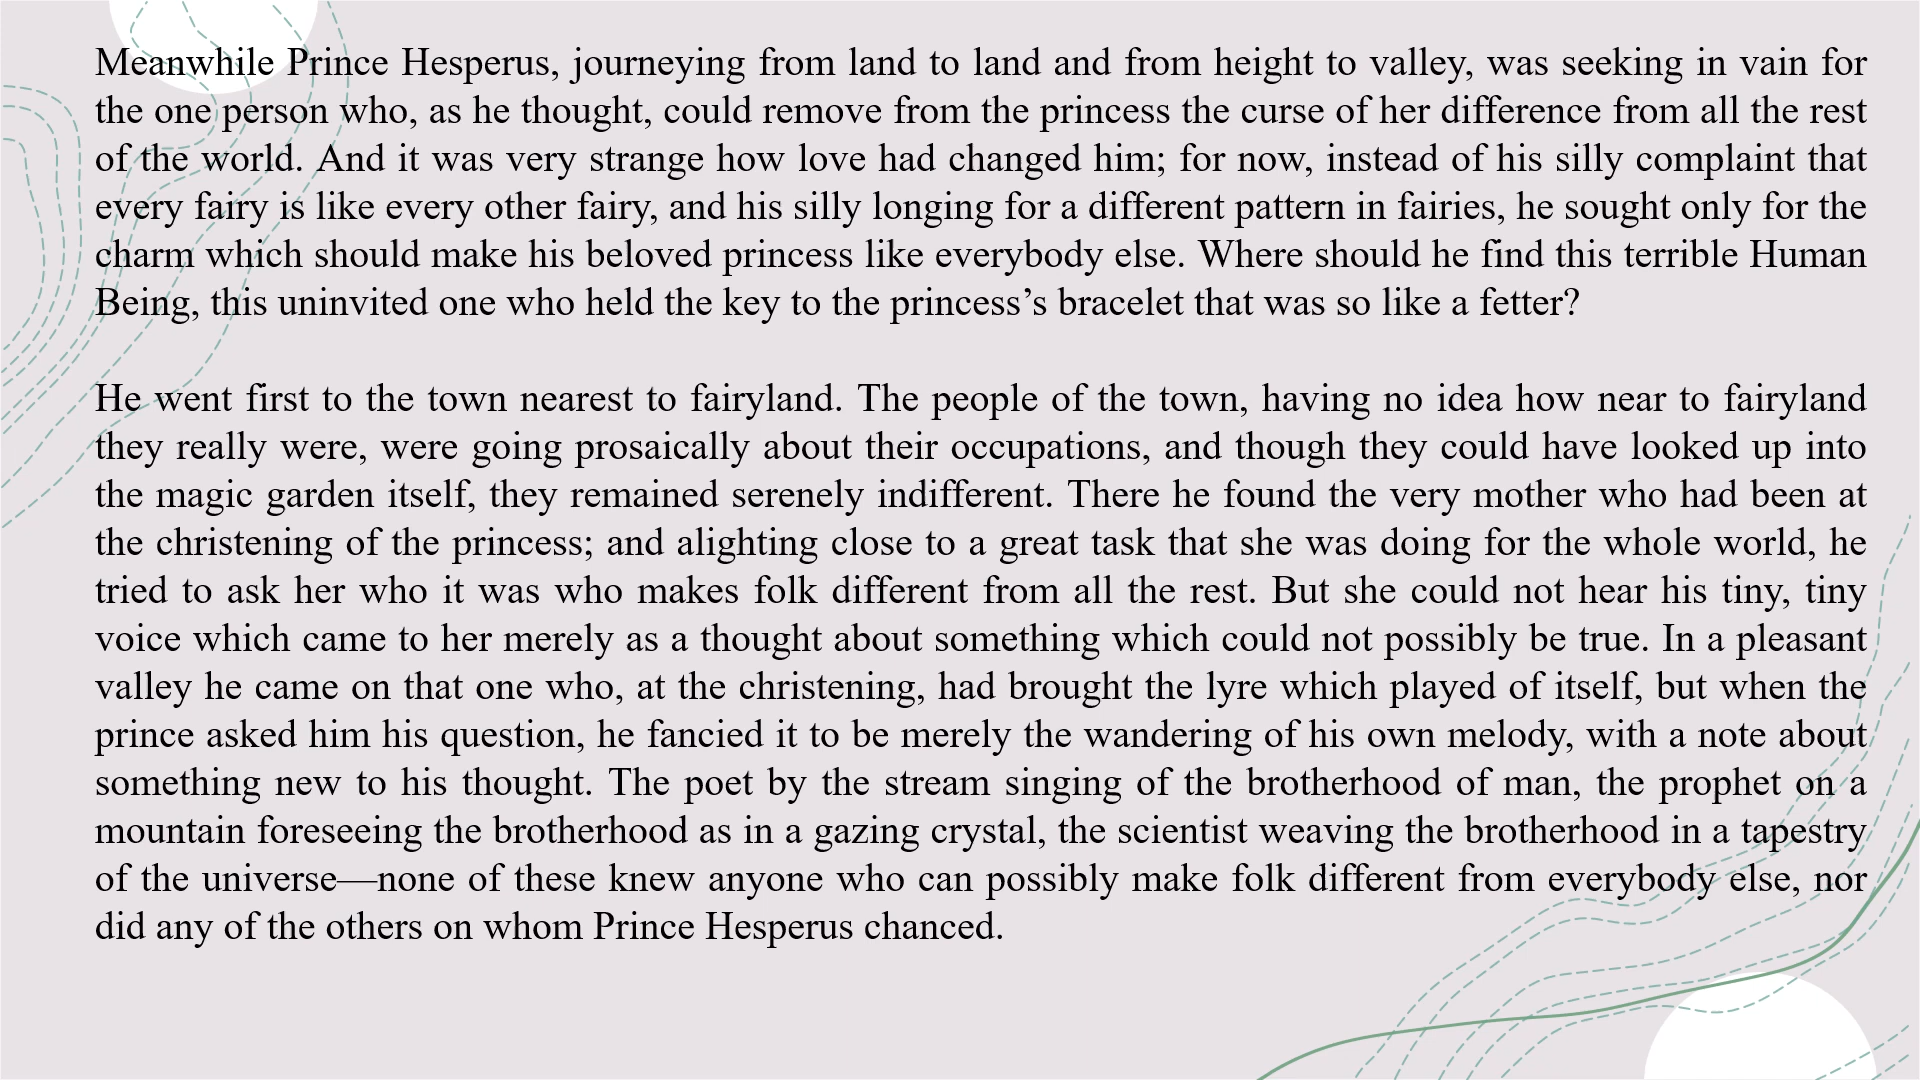 Meanwhile Prince Hesperus, journeying from land to land and from height to valley, was seeking in vain for
the one person who, as he thought, could remove from the princess the curse of her difference from all the rest
of the world. And it was very strange how love had changed him; for now, instead of his silly complaint that
every fairy is like every other fairy, and his silly longing for a different pattern in fairies, he sought only for the
charm which should make his beloved princess like everybody else. Where should he find this terrible Human
Being, this uninvited one who held the key to the princess’s bracelet that was so like a fetter?
He went first to the town nearest to fairyland. The people of the town, having no idea how near to fairyland
they really were, were going prosaically about their occupations, and though they could have looked up into
the magic garden itself, they remained serenely indifferent. There he found the very mother who had been at
the christening of the princess; and alighting close to a great task that she was doing for the whole world, he
tried to ask her who it was who makes folk different from all the rest. But she could not hear his tiny, tiny
voice which came to her merely as a thought about something which could not possibly be true. In a pleasant
valley he came on that one who, at the christening, had brought the lyre which played of itself, but when the
prince asked him his question, he fancied it to be merely the wandering of his own melody, with a note about
something new to his thought. The poet by the stream singing of the brotherhood of man, the prophet on a
mountain foreseeing the brotherhood as in a gazing crystal, the scientist weaving the brotherhood in a tapestry
of the universe—none of these knew anyone who can possibly make folk different from everybody else, nor
did any of the others on whom Prince Hesperus chanced.